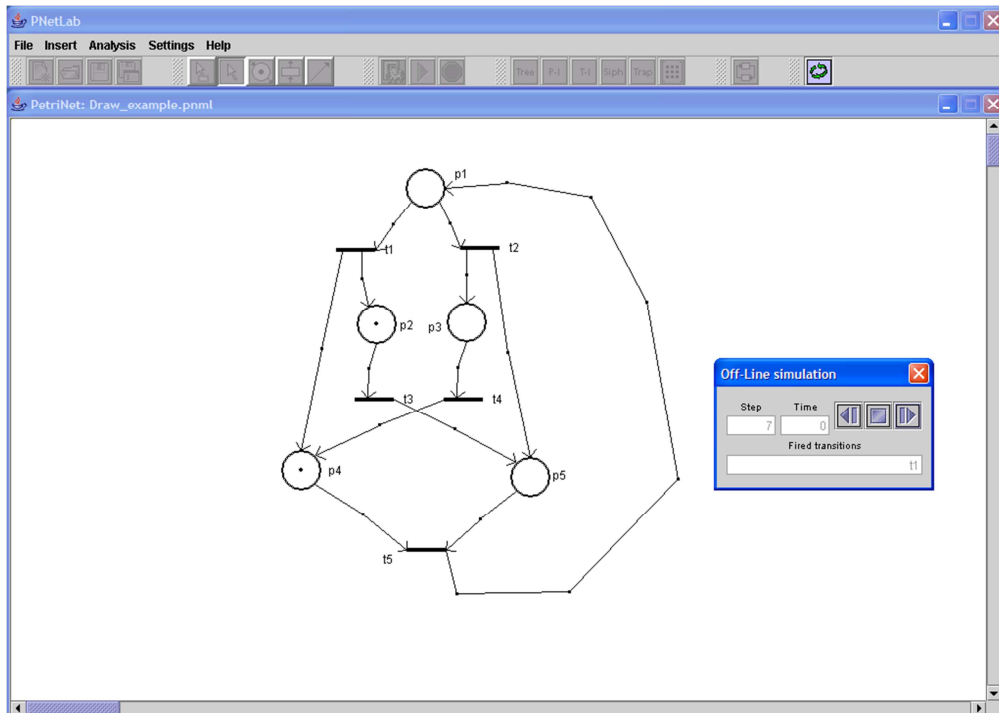 PNetLab
File Insert Analysis Settings Help
Tree P-I T-I Siph Trap
PetriNet: Draw_example.pnml
p1
t1 t2
p2 p3
t3 t4
p4 p5
t5
Off-Line simulation
Step Time
7 0
Fired transitions
t1